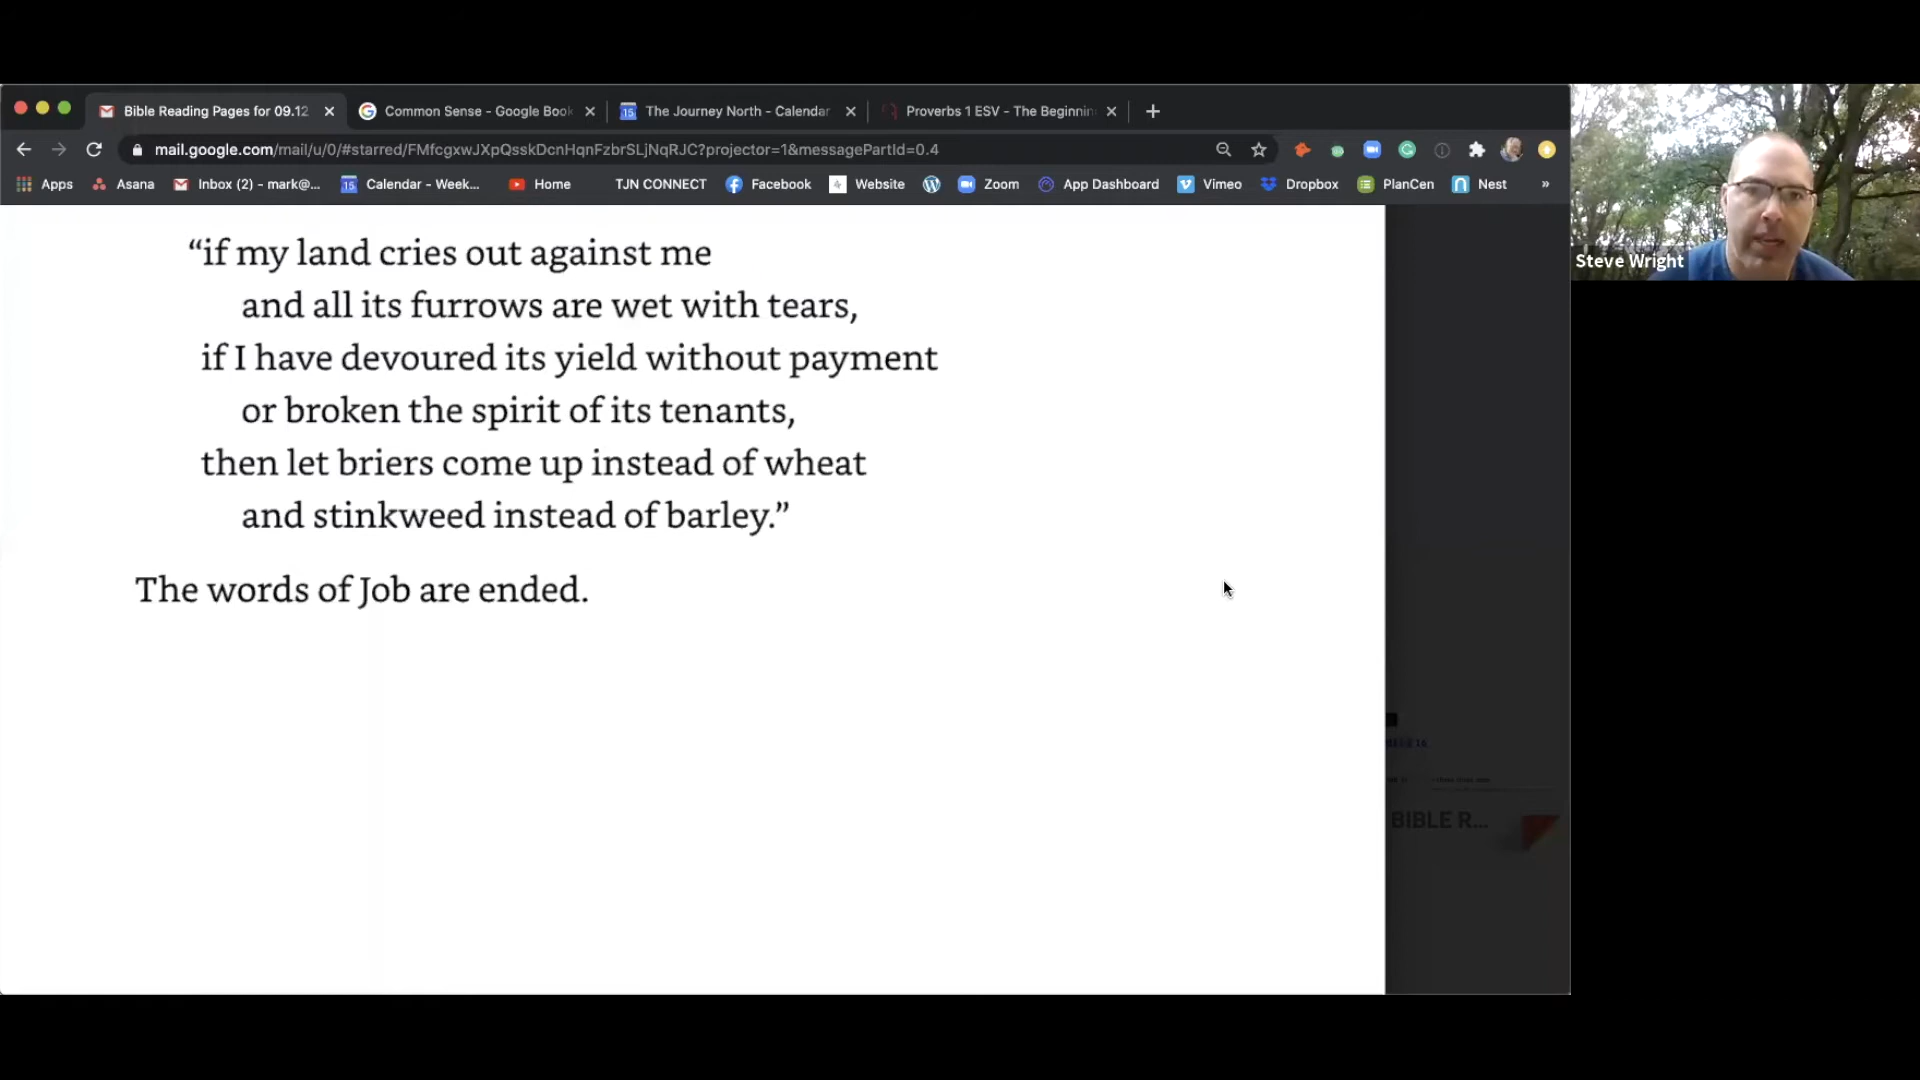 Bible Reading Pages for 09.12
Common Sense - Google Book
15 The Journey North - Calendar
Proverbs 1 ESV - The Beginnin
mail.google.com/mail/u/0/#starred/FMfcgxwJXpQsskDcnHqnFzbrSLjNqRJC?projector=1&messagePartId=0.4
Apps Asana Inbox (2) - mark@... 15 Calendar - Week... Home TJN CONNECT Facebook Website Zoom App Dashboard Vimeo Dropbox PlanCen Nest »
“if my land cries out against me
and all its furrows are wet with tears,
if I have devoured its yield without payment
or broken the spirit of its tenants,
then let briers come up instead of wheat
and stinkweed instead of barley.”
The words of Job are ended.
BIBLE R...
Steve Wright